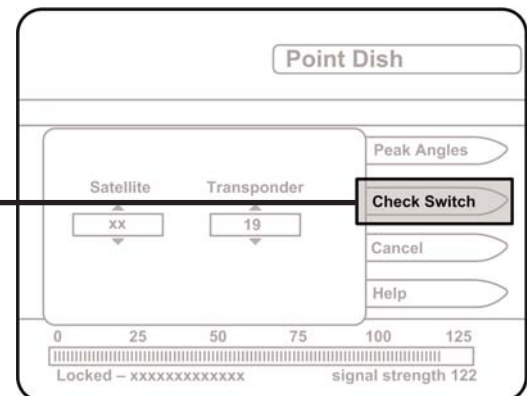 Point Dish
Peak Angles
Satellite Transponder
Check Switch
xx 19
Cancel
Help
0 25 50 75 100 125
Locked – xxxxxxxxxxxxx signal strength 122